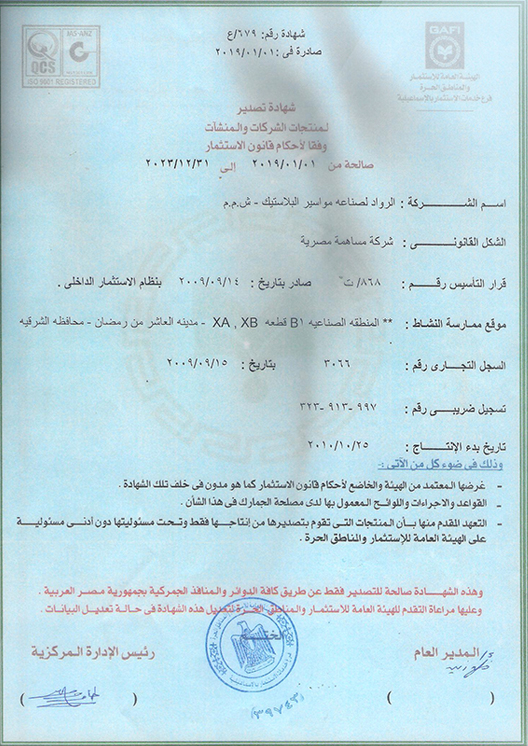 JAS-ANZ
QCS
ISO 9001 REGISTERED
GAFI
الهيئة العامة للإستثمار
والمناطق الحرة
فرع خدمات الإستثمار بالاسماعيلية
شهادة رقم: ٦٧٩/ع
صادرة فى : ٢٠١٩/٠١/٠١
شهادة تصدير
لمنتجات الشركات والمنشآت
وفقا لأحكام قانون الاستثمار
صالحة من ٢٠١٩/٠١/٠١ إلى ٢٠٢٣/١٢/٣١
اسم الشركة : الرواد لصناعه مواسير البلاستيك - ش.م.م
الشكل القانونى : شركة مساهمة مصرية
قرار التأسيس رقم : ٨٦٨/ت صادر بتاريخ : ٢٠٠٩/٠٩/١٤ بنظام الاستثمار الداخلى .
موقع ممارسة النشاط : ** المنطقه الصناعيه B١ قطعه XA , XB - مدينه العاشر من رمضان - محافظه الشرقيه
السجل التجارى رقم : ٣٠٦٦ بتاريخ : ٢٠٠٩/٠٩/١٥
تسجيل ضريبى رقم : ٩٩٧-٩١٣-٣٢٣
تاريخ بدء الإنتاج : ٢٠١٠/١٠/٢٥
وذلك فى ضوء كل من الآتى :-
- غرضها المعتمد من الهيئة والخاضع لأحكام قانون الاستثمار كما هو مدون فى خلف تلك الشهادة .
- القواعد والاجراءات واللوائح المعمول بها لدى مصلحة الجمارك فى هذا الشأن .
- التعهد المقدم منها بأن المنتجات التى تقوم بتصديرها من إنتاجها فقط وتحت مسئوليتها دون أدنى مسئولية
على الهيئة العامة للإستثمار والمناطق الحرة .
وهذه الشهادة صالحة للتصدير فقط عن طريق كافة الدوائر والمنافذ الجمركية بجمهورية مصر العربية .
وعليها مراعاة التقدم للهيئة العامة للاستثمار والمناطق الحرة لتعديل هذه الشهادة فى حالة تعديل البيانات .
المدير العام
الختم
رئيس الإدارة المركزية